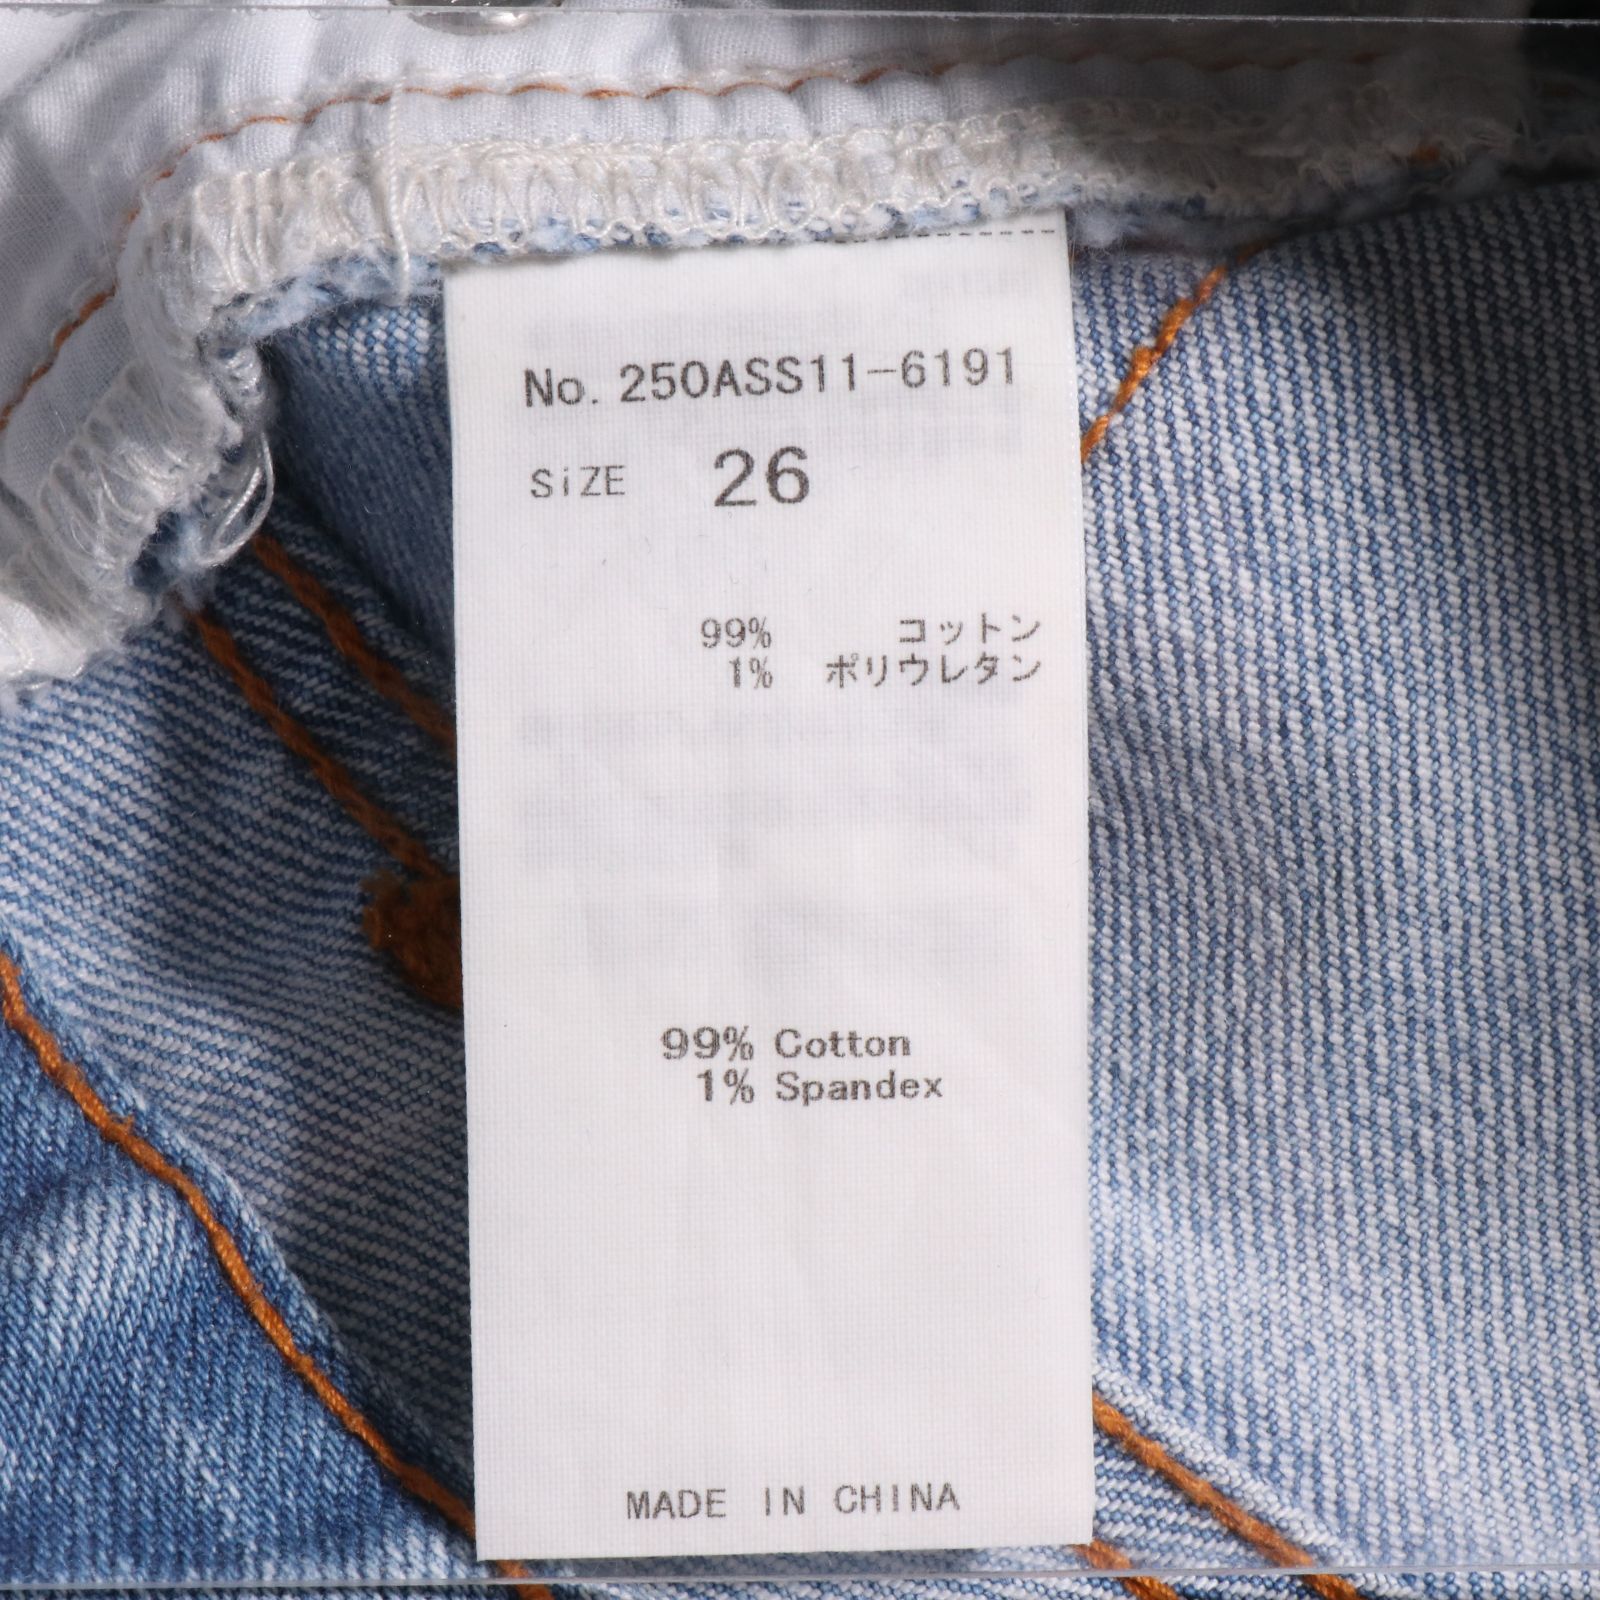 No. 250ASS11-6191
SiZE 26
99% コットン
1% ポリウレタン
99% Cotton
1% Spandex
MADE IN CHINA